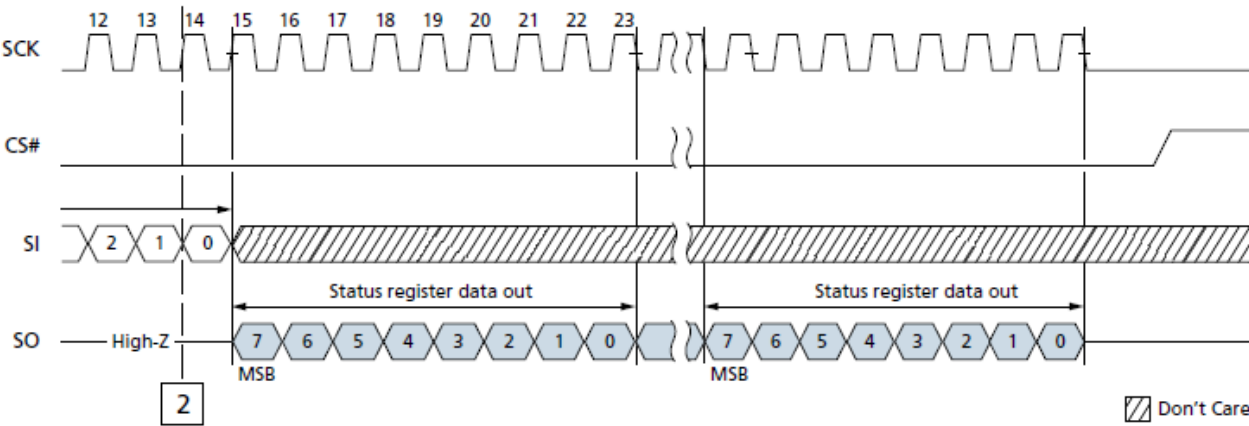 12 13 14 15 16 17 18 19 20 21 22 23
SCK
CS#
SI 2 1 0
Status register data out Status register data out
SO High-Z 7 6 5 4 3 2 1 0 7 6 5 4 3 2 1 0
MSB MSB
2
Don't Care